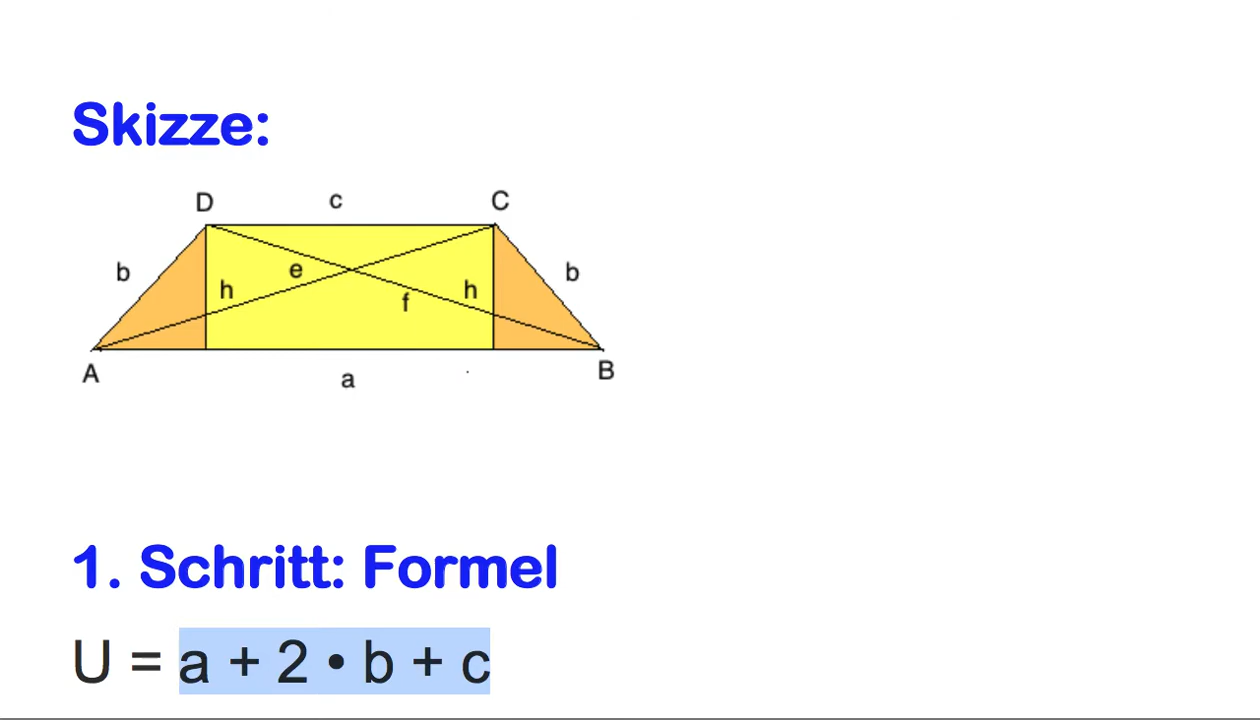 Skizze:
D c C
b e h f h b
A a B
1. Schritt: Formel
U = a + 2 • b + c